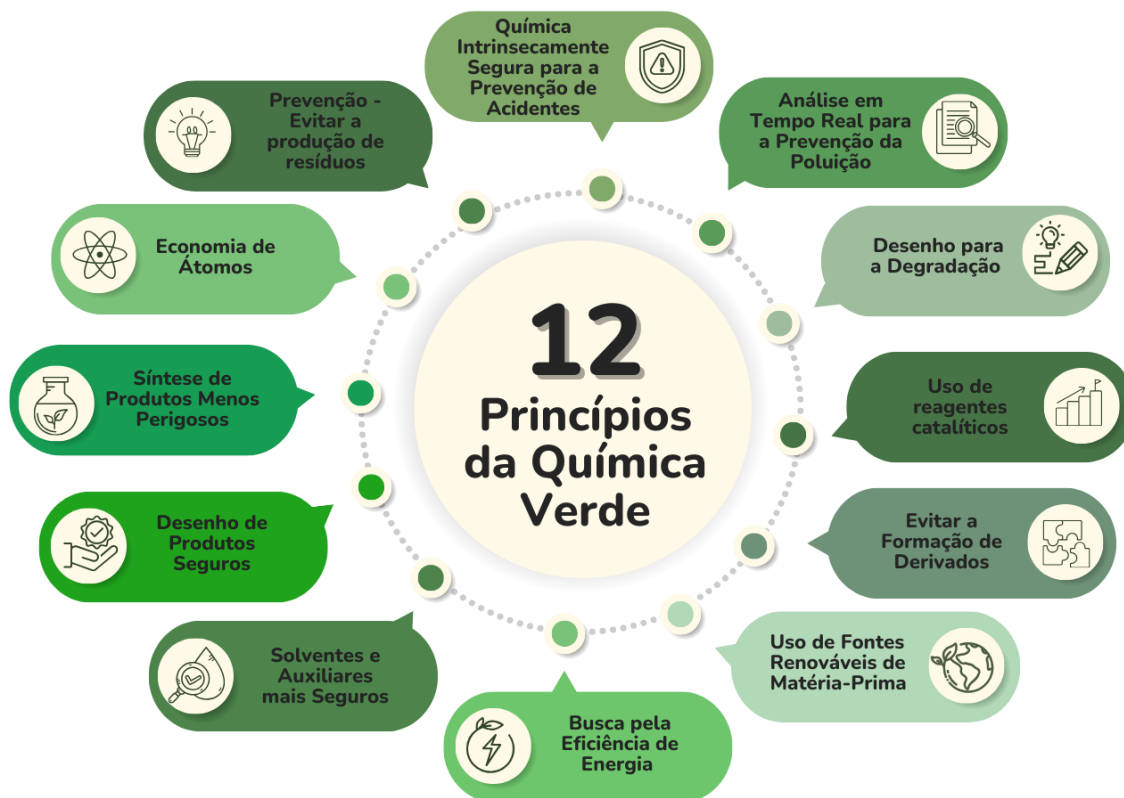 12
Princípios
da Química
Verde
Química
Intrinsecamente
Segura para a
Prevenção de
Acidentes
Análise em
Tempo Real para
a Prevenção da
Poluição
Desenho para
a Degradação
Uso de
reagentes
catalíticos
Evitar a
Formação de
Derivados
Uso de Fontes
Renováveis de
Matéria-Prima
Busca pela
Eficiência de
Energia
Solventes e
Auxiliares
mais Seguros
Desenho de
Produtos
Seguros
Síntese de
Produtos Menos
Perigosos
Economia de
Átomos
Prevenção -
Evitar a
produção de
resíduos